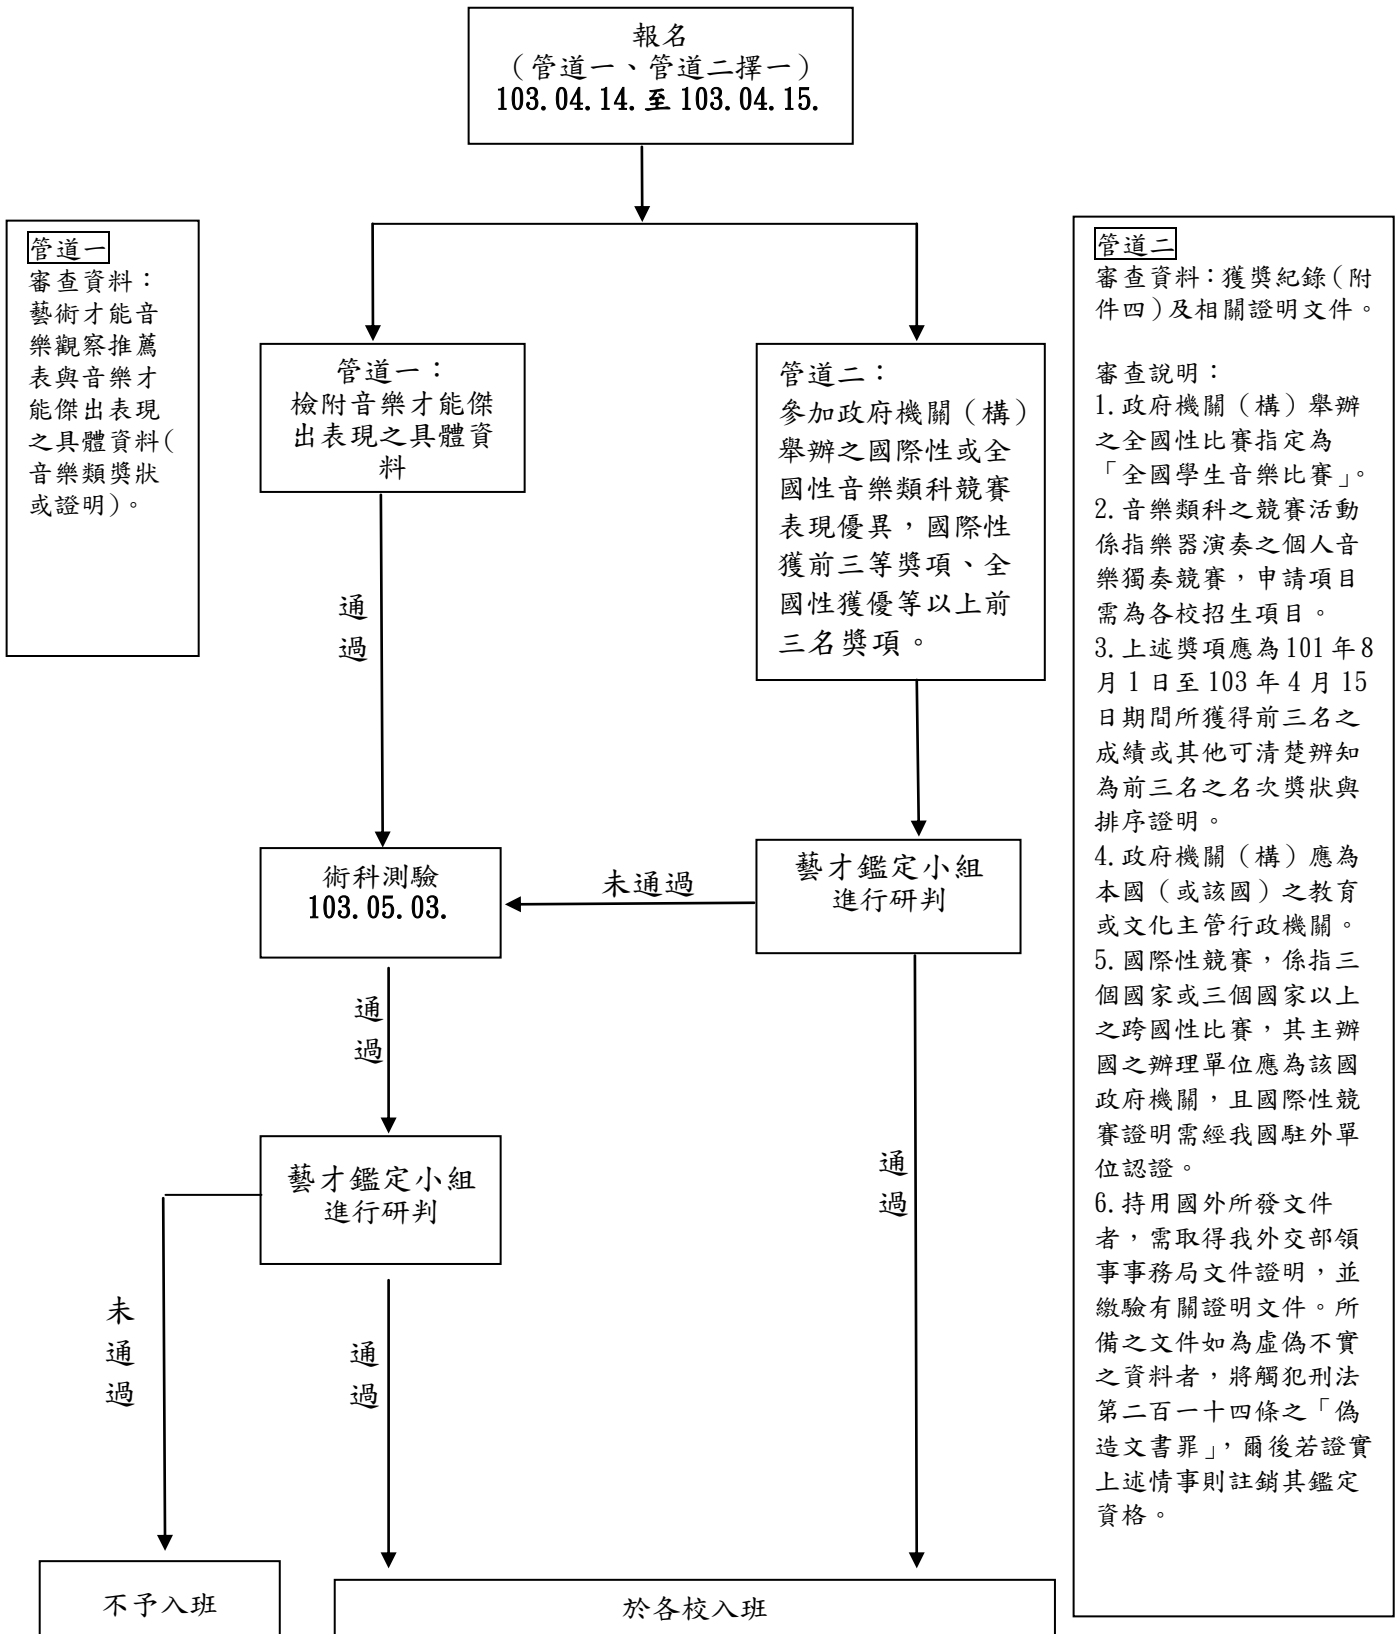 報名
（管道一、管道二擇一）
103.04.14.至 103.04.15.
管道一
審查資料：
藝術才能音
樂觀察推薦
表與音樂才
能傑出表現
之具體資料(
音樂類獎狀
或證明)。
管道一：
檢附音樂才能傑
出表現之具體資
料
管道二：
參加政府機關（構）
舉辦之國際性或全
國性音樂類科競賽
表現優異，國際性
獲前三等獎項、全
國性獲優等以上前
三名獎項。
管道二
審查資料：獲獎紀錄(附
件四)及相關證明文件。
審查說明：
1.政府機關（構）舉辦
之全國性比賽指定為
「全國學生音樂比賽」。
2.音樂類科之競賽活動
係指樂器演奏之個人音
樂獨奏競賽，申請項目
需為各校招生項目。
3.上述獎項應為 101 年 8
月 1 日至 103 年 4 月 15
日期間所獲得前三名之
成績或其他可清楚辨知
為前三名之名次獎狀與
排序證明。
4.政府機關（構）應為
本國（或該國）之教育
或文化主管行政機關。
5.國際性競賽，係指三
個國家或三個國家以上
之跨國性比賽，其主辦
國之辦理單位應為該國
政府機關，且國際性競
賽證明需經我國駐外單
位認證。
6.持用國外所發文件
者，需取得我外交部領
事事務局文件證明，並
繳驗有關證明文件。所
備之文件如為虛偽不實
之資料者，將觸犯刑法
第二百一十四條之「偽
造文書罪」，爾後若證實
上述情事則註銷其鑑定
資格。
通
過
術科測驗
103.05.03.
未通過
藝才鑑定小組
進行研判
通
過
藝才鑑定小組
進行研判
通
過
未
通
過
通
過
不予入班
於各校入班